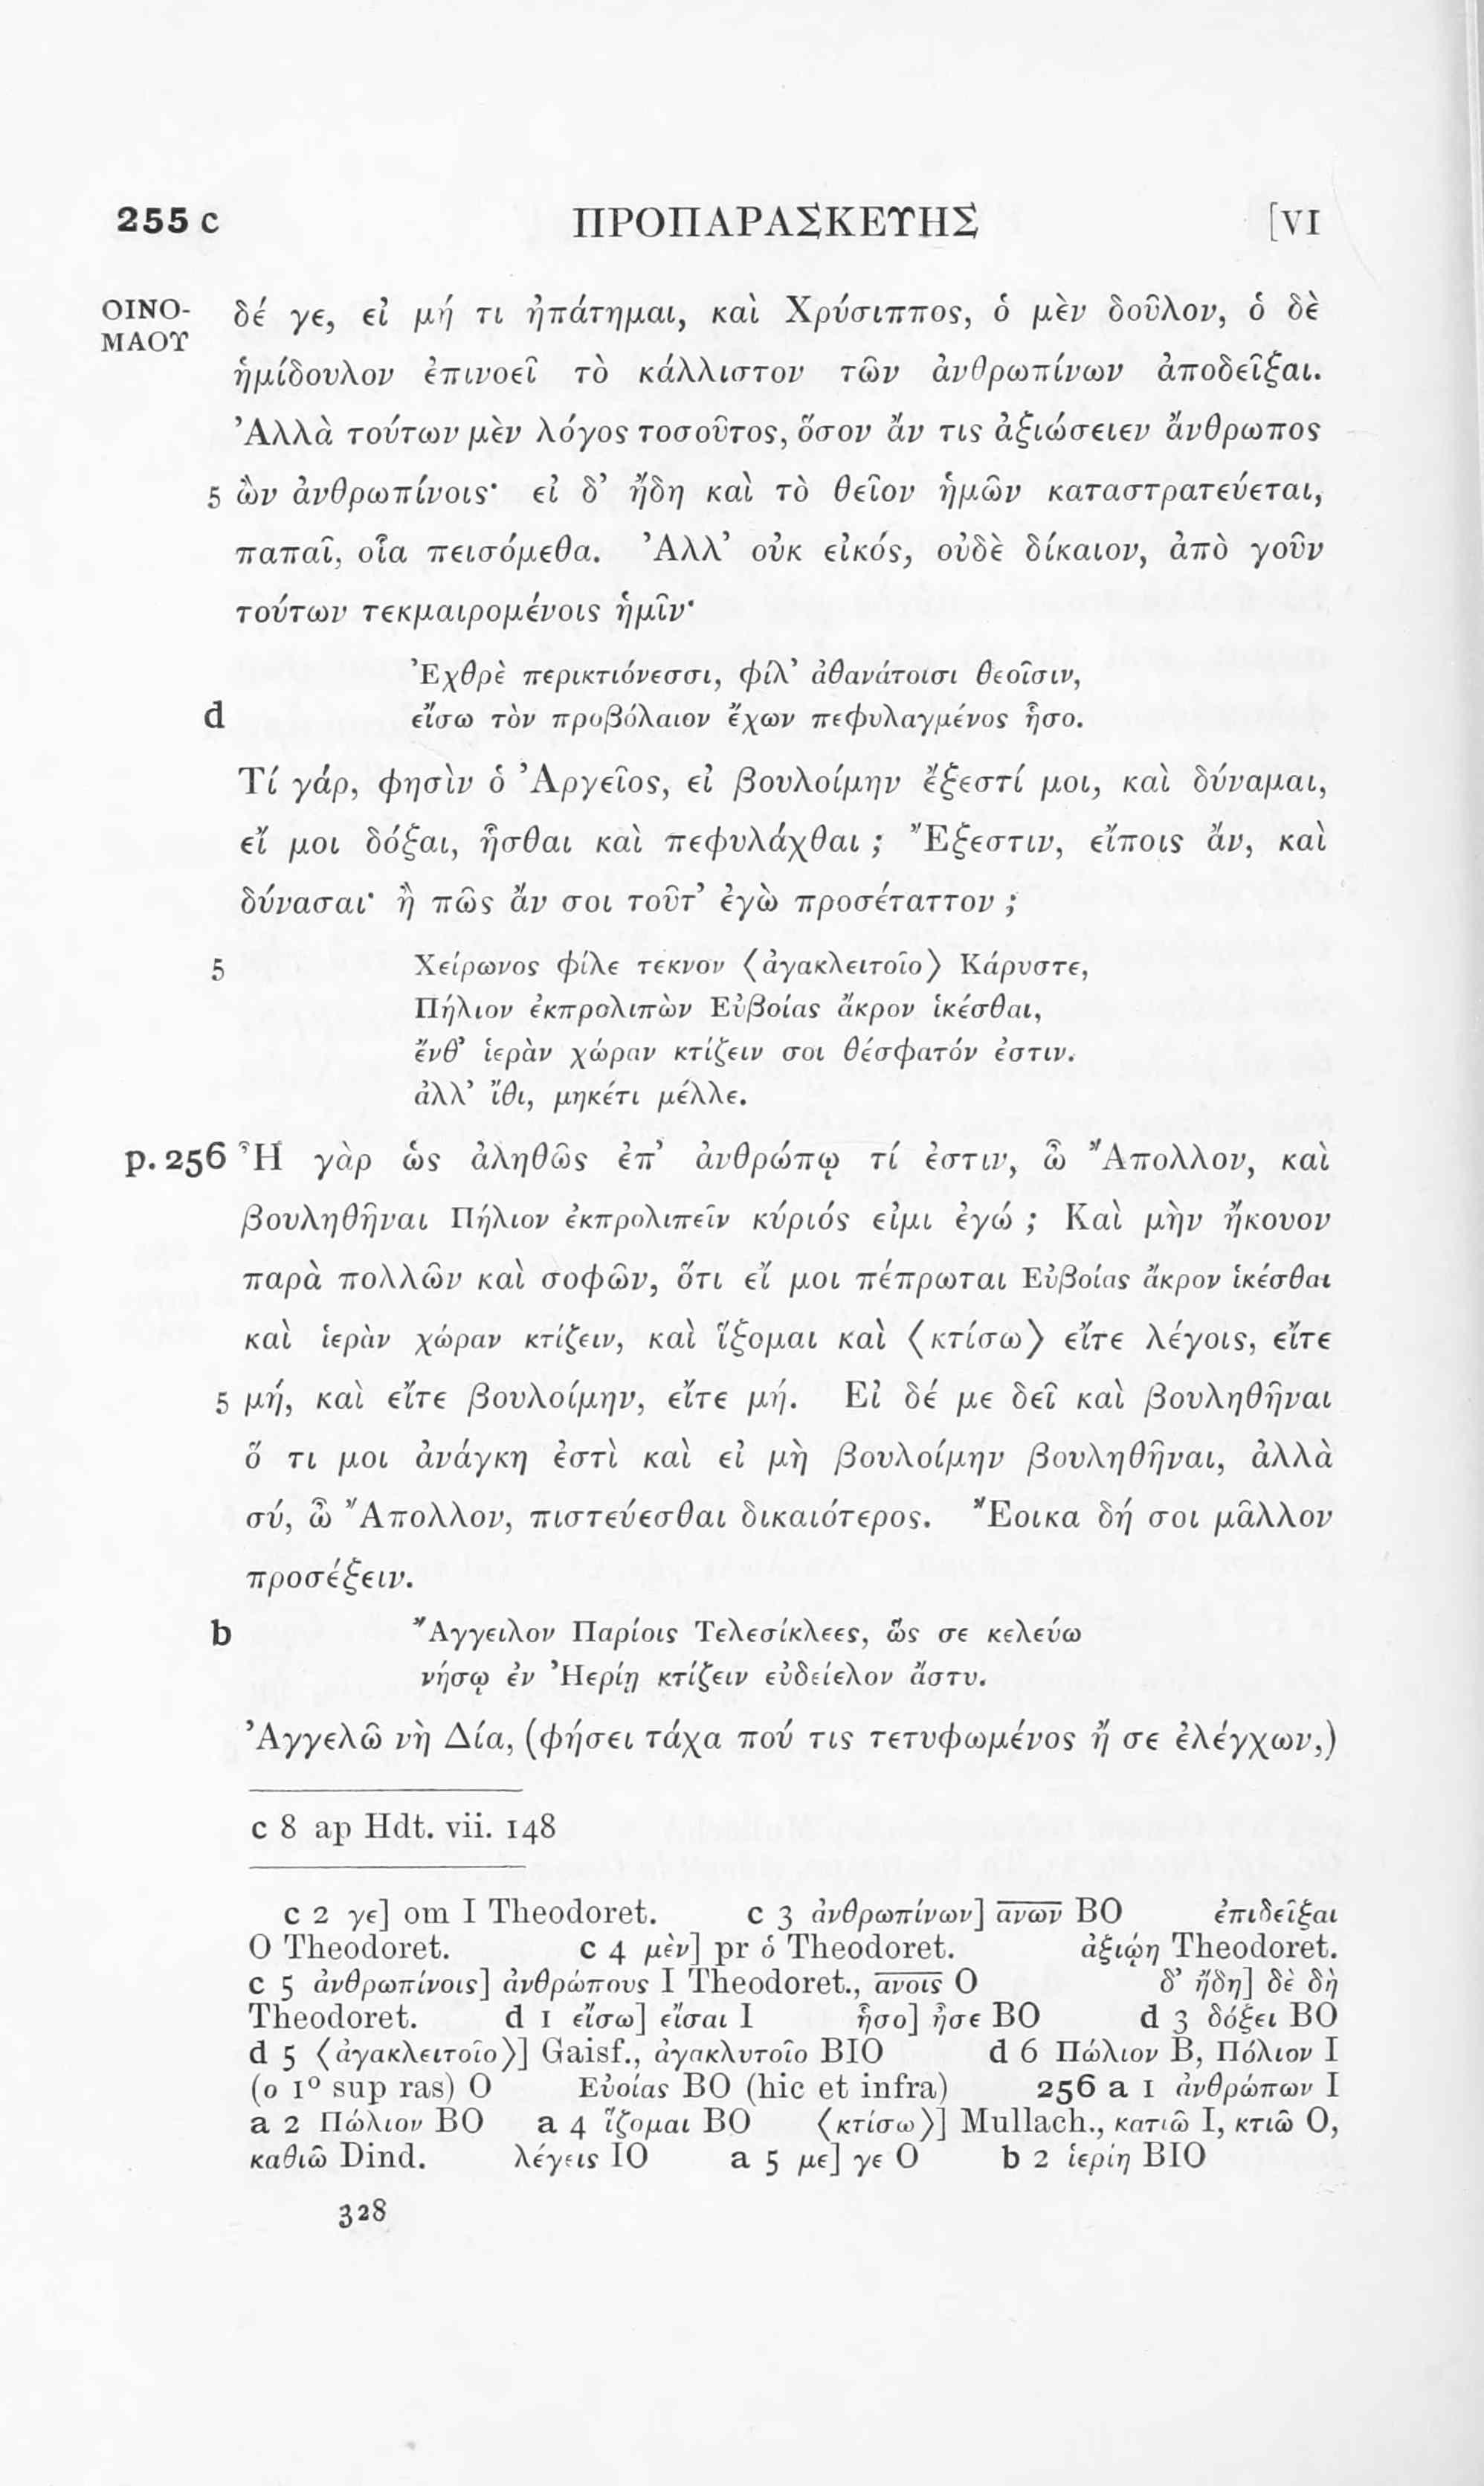 255 c ΠΡΟΠΑΡΑΣΚΕΥΗΣ [VI
ΟΙΝΟ- δέ γε, εἰ μή τι ἠπάτημαι, καὶ Χρύσιππος, ὁ μὲν δοῦλον, ὁ δὲ
ΜΑΟΥ
ἡμίδουλον ἐπινοεῖ τὸ κάλλιστον τῶν ἀνθρωπίνων ἀποδεῖξαι.
Ἀλλὰ τούτων μὲν λόγος τοσοῦτος, ὅσον ἄν τις ἀξιώσειεν ἄνθρωπος
5 ὢν ἀνθρωπίνοις· εἰ δ’ ἤδη καὶ τὸ θεῖον ἡμῶν καταστρατεύεται,
παπαῖ, οἷα πεισόμεθα. Ἀλλ’ οὐκ εἰκός, οὐδὲ δίκαιον, ἀπὸ γοῦν
τούτων τεκμαιρομένοις ἡμῖν·
Ἐχθρὲ περικτιόνεσσι, φίλ’ ἀθανάτοισι θεοῖσιν,
d εἴσω τὸν προβόλαιον ἔχων πεφυλαγμένος ἧσο.
Τί γάρ, φησὶν ὁ Ἀργεῖος, εἰ βουλοίμην ἔξεστί μοι, καὶ δύναμαι,
εἴ μοι δόξαι, ἧσθαι καὶ πεφυλάχθαι ; Ἔξεστιν, εἴποις ἄν, καὶ
δύνασαι· ἢ πῶς ἄν σοι τοῦτ’ ἐγὼ προσέταττον ;
5 Χείρωνος φίλε τέκνον ⟨ἀγακλειτοῖο⟩ Κάρυστε,
Πήλιον ἐκπρολιπὼν Εὐβοίας ἄκρον ἱκέσθαι,
ἔνθ’ ἱερὰν χώραν κτίζειν σοι θέσφατόν ἐστιν.
ἀλλ’ ἴθι, μηκέτι μέλλε.
p. 256 Ἦ γὰρ ὡς ἀληθῶς ἐπ’ ἀνθρώπῳ τί ἐστιν, ὦ Ἄπολλον, καὶ
βουληθῆναι Πήλιον ἐκπρολιπεῖν κύριός εἰμι ἐγώ ; Καὶ μὴν ἤκουον
παρὰ πολλῶν καὶ σοφῶν, ὅτι εἴ μοι πέπρωται Εὐβοίας ἄκρον ἱκέσθαι
καὶ ἱερὰν χώραν κτίζειν, καὶ ἵξομαι καὶ ⟨κτίσω⟩ εἴτε λέγοις, εἴτε
5 μή, καὶ εἴτε βουλοίμην, εἴτε μή. Εἰ δέ με δεῖ καὶ βουληθῆναι
ὅ τι μοι ἀνάγκη ἐστὶ καὶ εἰ μὴ βουλοίμην βουληθῆναι, ἀλλὰ
σύ, ὦ Ἄπολλον, πιστεύεσθαι δικαιότερος. Ἔοικα δή σοι μᾶλλον
προσέξειν.
b Ἄγγειλον Παρίοις Τελεσίκλεες, ὥς σε κελεύω
νήσῳ ἐν Ἠερίῃ κτίζειν εὐδείελον ἄστυ.
Ἀγγελῶ νὴ Δία, (φήσει τάχα πού τις τετυφωμένος ἤ σε ἐλέγχων,)
c 8 ap Hdt. vii. 148
c 2 γε] om I Theodoret. c 3 ἀνθρωπίνων] α̅ν̅ω̅ν̅ BO ἐπιδεῖξαι
O Theodoret. c 4 μὲν] pr ὁ Theodoret. ἀξιῴη Theodoret.
c 5 ἀνθρωπίνοις] ἀνθρώπους I Theodoret., α̅ν̅ο̅ι̅ς̅ O δ’ ἤδη] δὲ δὴ
Theodoret. d 1 εἴσω] εἴσαι I ἧσο] ἦσε BO d 3 δόξει BO
d 5 ⟨ἀγακλειτοῖο⟩] Gaisf., ἀγακλυτοῖο BIO d 6 Πώλιον B, Πόλιον I
(ο 1º sup ras) O Εὐοίας BO (hic et infra) 256 a 1 ἀνθρώπων I
a 2 Πώλιον BO a 4 ἵζομαι BO ⟨κτίσω⟩] Mullach., κατιῶ I, κτιῶ O,
καθιῶ Dind. λέγεις IO a 5 με] γε O b 2 ἱερίῃ BIO
328